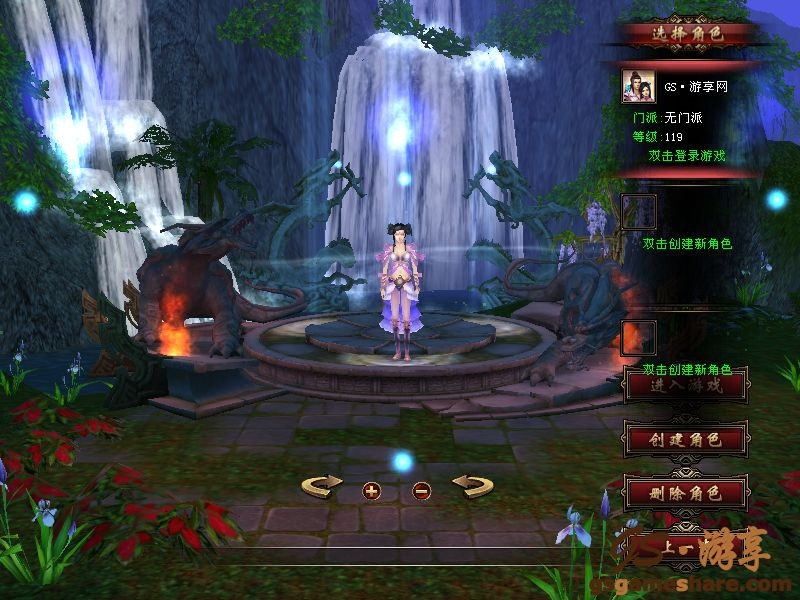 选择角色
GS·游享网
门派:无门派
等级:119
双击登录游戏
双击创建新角色
双击创建新角色
进入游戏
创建角色
删除角色
上一
GS-游享
gsgameshare.com